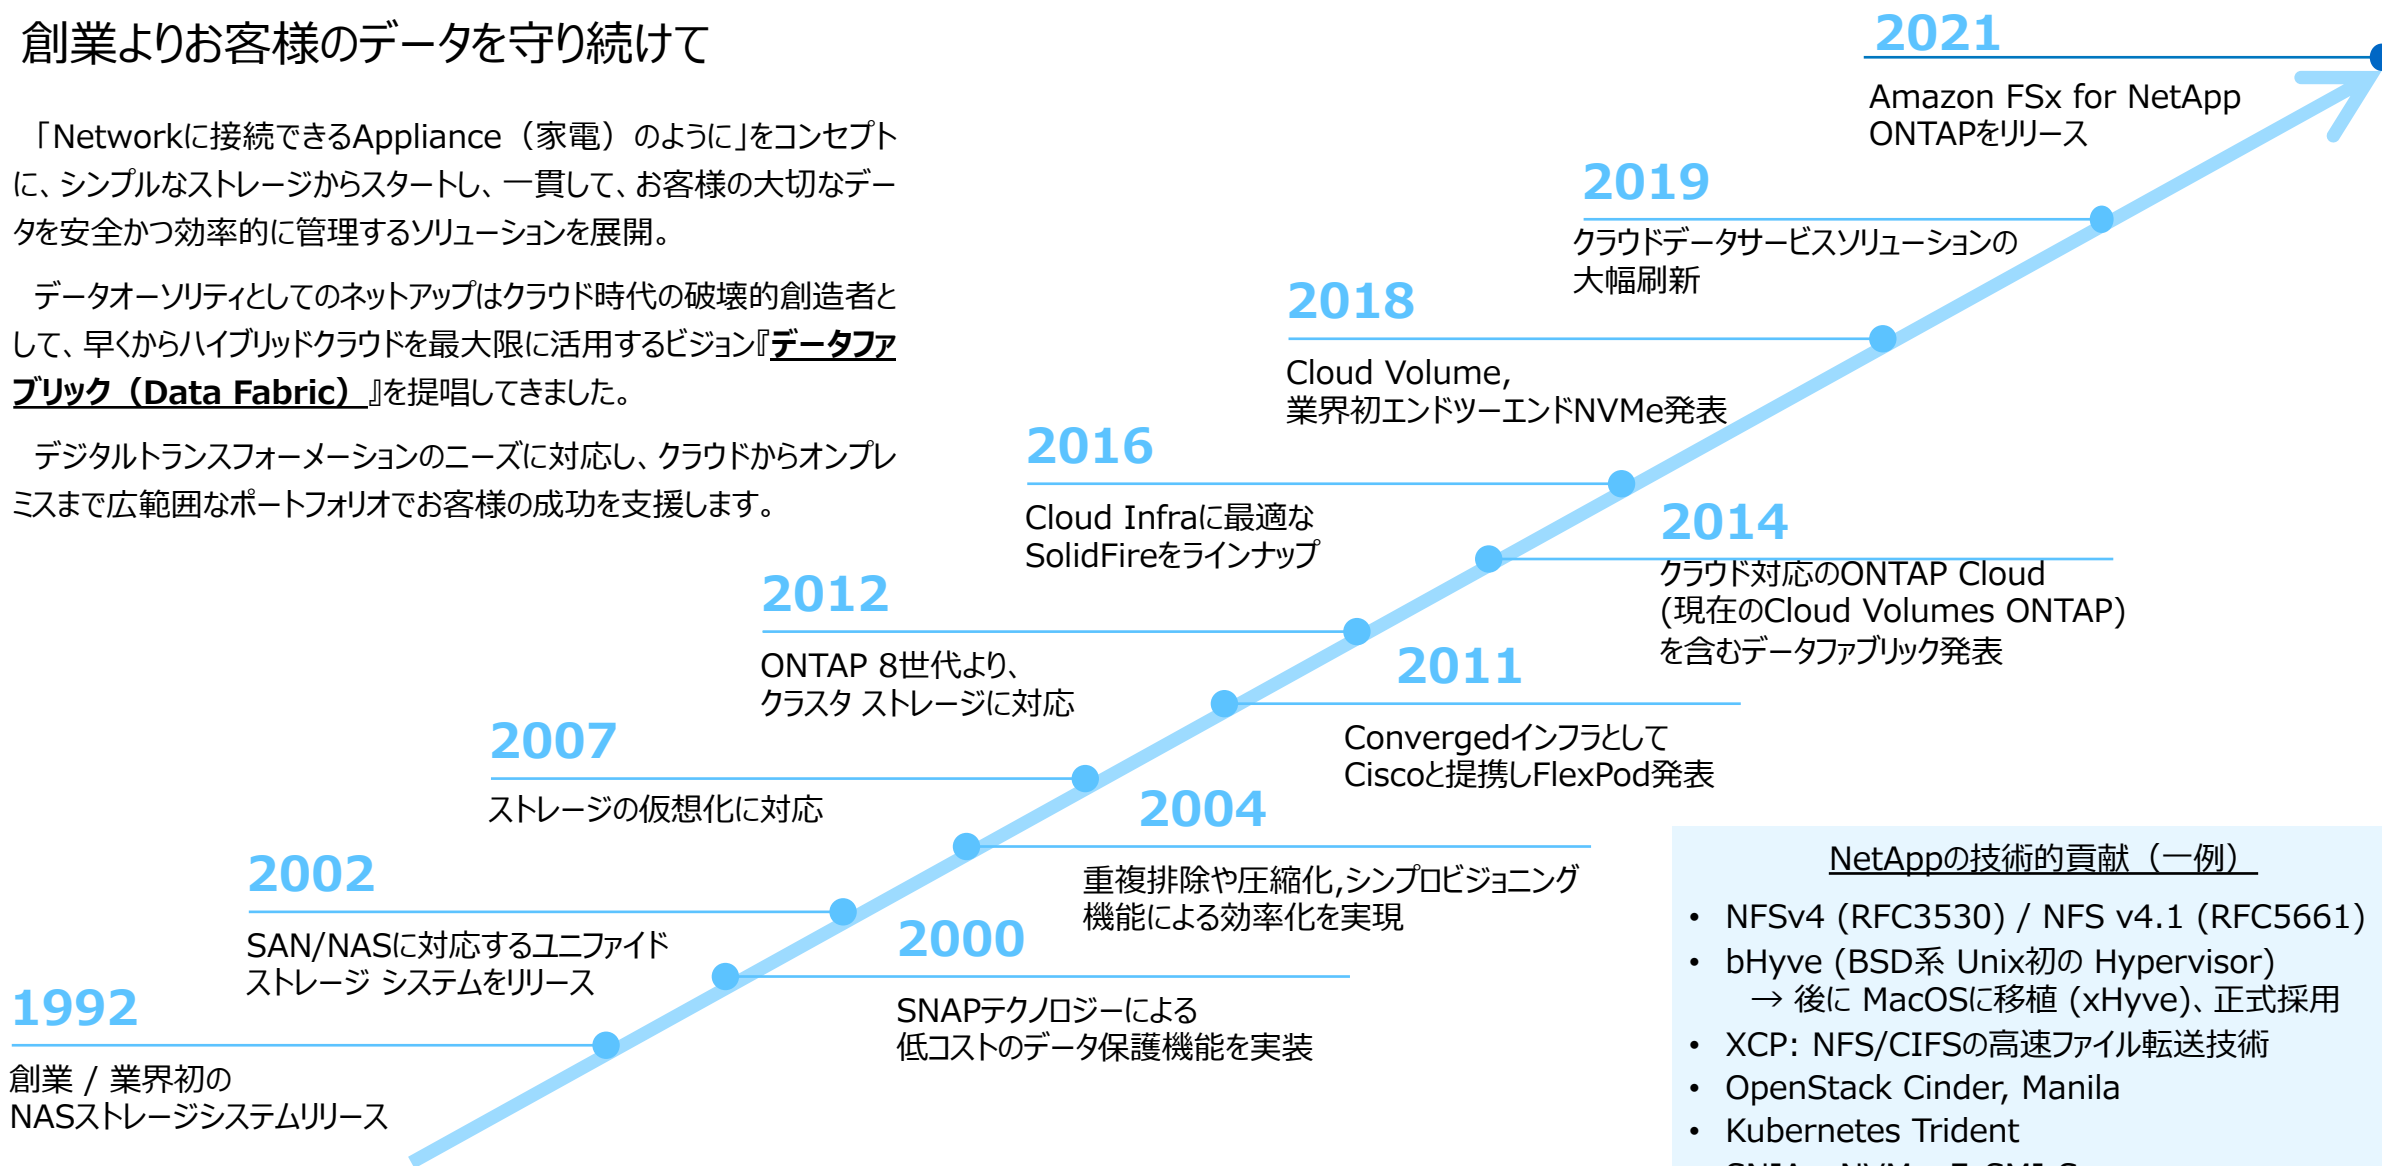 創業よりお客様のデータを守り続けて
「Networkに接続できるAppliance（家電）のように」をコンセプト
に、シンプルなストレージからスタートし、一貫して、お客様の大切なデー
タを安全かつ効率的に管理するソリューションを展開。
データオーソリティとしてのネットアップはクラウド時代の破壊的創造者と
して、早くからハイブリッドクラウドを最大限に活用するビジョン『データファ
ブリック（Data Fabric）』を提唱してきました。
デジタルトランスフォーメーションのニーズに対応し、クラウドからオンプレ
ミスまで広範囲なポートフォリオでお客様の成功を支援します。
2021
Amazon FSx for NetApp
ONTAPをリリース
2019
クラウドデータサービスソリューションの
大幅刷新
2018
Cloud Volume,
業界初エンドツーエンドNVMe発表
2016
Cloud Infraに最適な
SolidFireをラインナップ
2014
クラウド対応のONTAP Cloud
(現在のCloud Volumes ONTAP)
を含むデータファブリック発表
2012
ONTAP 8世代より、
クラスタ ストレージに対応
2011
Convergedインフラとして
Ciscoと提携しFlexPod発表
2007
ストレージの仮想化に対応
2004
重複排除や圧縮化,シンプロビジョニング
機能による効率化を実現
2002
SAN/NASに対応するユニファイド
ストレージ システムをリリース
2000
SNAPテクノロジーによる
低コストのデータ保護機能を実装
1992
創業 / 業界初の
NASストレージシステムリリース
NetAppの技術的貢献（一例）
• NFSv4 (RFC3530) / NFS v4.1 (RFC5661)
• bHyve (BSD系 Unix初の Hypervisor)
→ 後に MacOSに移植 (xHyve)、正式採用
• XCP: NFS/CIFSの高速ファイル転送技術
• OpenStack Cinder, Manila
• Kubernetes Trident